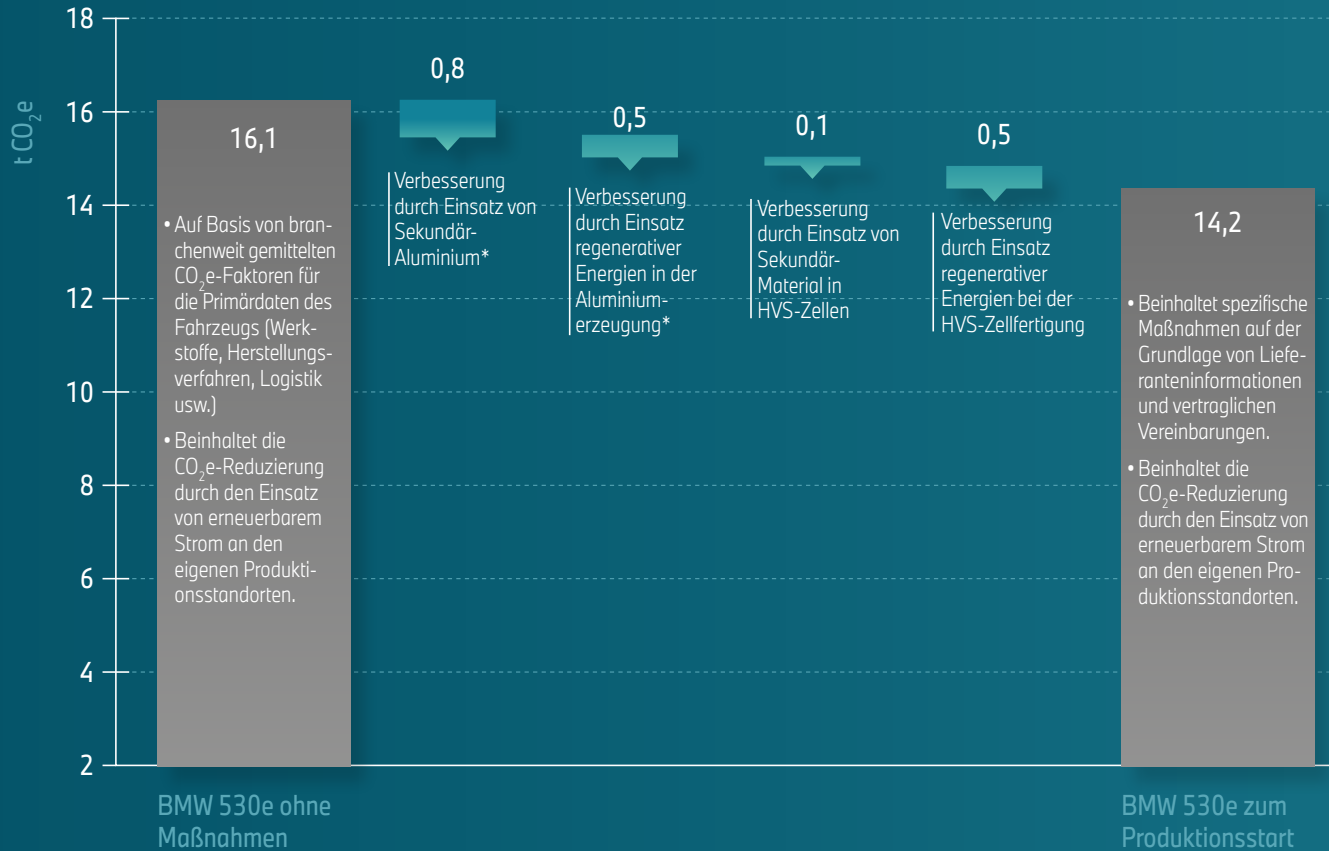 t CO₂e
18
16
14
12
10
8
6
4
2
16,1
• Auf Basis von bran-
chenweit gemittelten
CO₂e-Faktoren für
die Primärdaten des
Fahrzeugs (Werk-
stoffe, Herstellungs-
verfahren, Logistik
usw.)
• Beinhaltet die
CO₂e-Reduzierung
durch den Einsatz
von erneuerbarem
Strom an den
eigenen Produkti-
onsstandorten.
BMW 530e ohne
Maßnahmen
0,8
Verbesserung
durch Einsatz von
Sekundär-
Aluminium*
0,5
Verbesserung
durch Einsatz
regenerativer
Energien in der
Aluminium-
erzeugung*
0,1
Verbesserung
durch Einsatz von
Sekundär-
Material in
HVS-Zellen
0,5
Verbesserung
durch Einsatz
regenerativer
Energien bei der
HVS-Zellfertigung
14,2
• Beinhaltet spezifische
Maßnahmen auf der
Grundlage von Liefe-
ranteninformationen
und vertraglichen
Vereinbarungen.
• Beinhaltet die
CO₂e-Reduzierung
durch den Einsatz von
erneuerbarem Strom
an den eigenen Pro-
duktionsstandorten.
BMW 530e zum
Produktionsstart